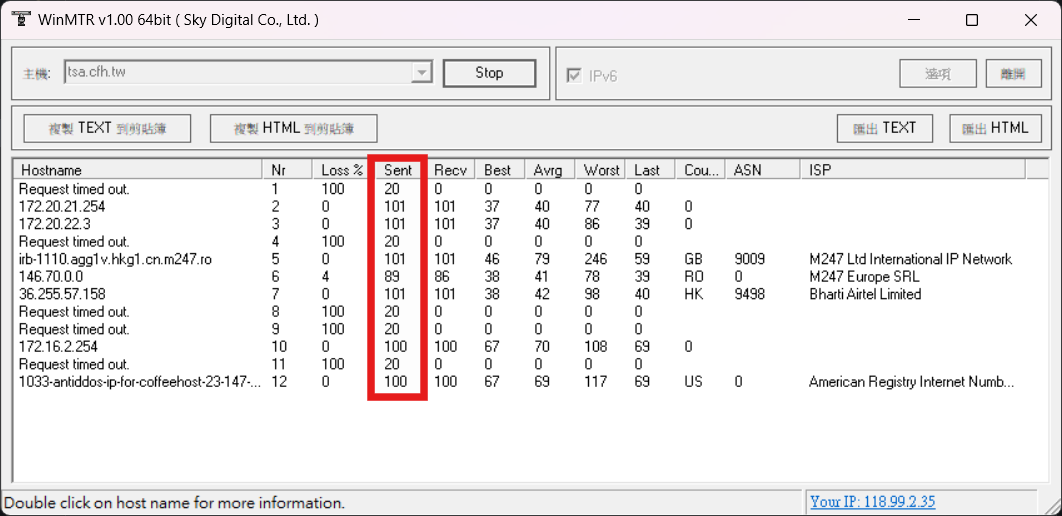 WinMTR v1.00 64bit ( Sky Digital Co., Ltd. )
主機: tsa.cfh.tw Stop IPv6 選項 離開
複製 TEXT 到剪貼簿 複製 HTML 到剪貼簿 匯出 TEXT 匯出 HTML
Hostname Nr Loss % Sent Recv Best Avrg Worst Last Cou... ASN ISP
Request timed out. 1 100 20 0 0 0 0 0
172.20.21.254 2 0 101 101 37 40 77 40 0
172.20.22.3 3 0 101 101 37 40 86 39 0
Request timed out. 4 100 20 0 0 0 0 0
irb-1110.agg1v.hkg1.cn.m247.ro 5 0 101 101 46 79 246 59 GB 9009 M247 Ltd International IP Network
146.70.0.0 6 4 89 86 38 41 78 39 RO 0 M247 Europe SRL
36.255.57.158 7 0 101 101 38 42 98 40 HK 9498 Bharti Airtel Limited
Request timed out. 8 100 20 0 0 0 0 0
Request timed out. 9 100 20 0 0 0 0 0
172.16.2.254 10 0 100 100 67 70 108 69 0
Request timed out. 11 100 20 0 0 0 0 0
1033-antiddos-ip-for-coffeehost-23-147-... 12 0 100 100 67 69 117 69 US 0 American Registry Internet Numb...
Double click on host name for more information. Your IP: 118.99.2.35